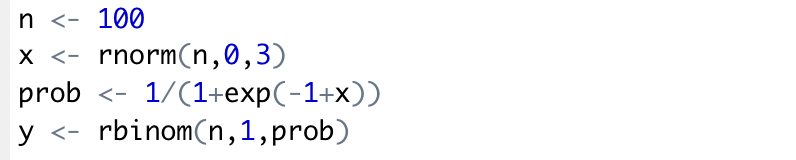 n <- 100
x <- rnorm(n,0,3)
prob <- 1/(1+exp(-1+x))
y <- rbinom(n,1,prob)